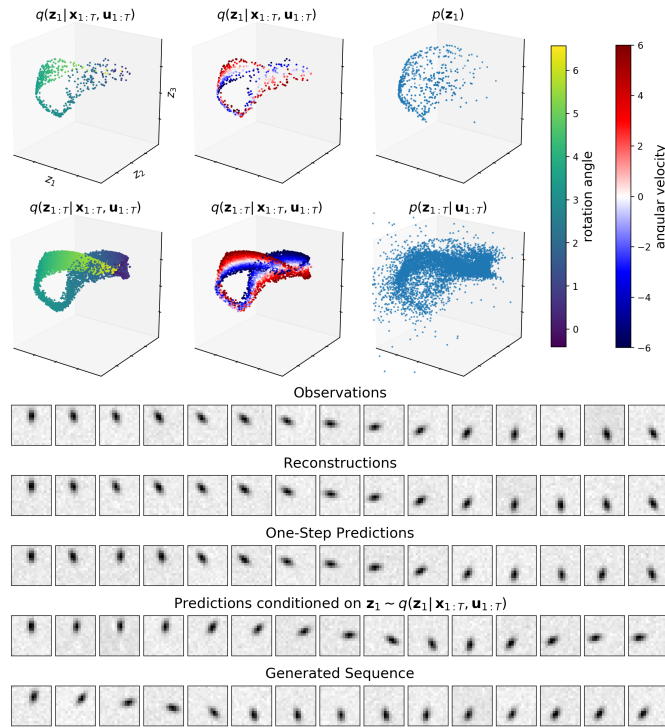 q(z₁|x₁:T, u₁:T)
q(z₁|x₁:T, u₁:T)
p(z₁)
z₃
z₁
z₂
6
5
4
3
2
1
0
rotation angle
6
4
2
0
−2
−4
−6
angular velocity
q(z₁:T|x₁:T, u₁:T)
q(z₁:T|x₁:T, u₁:T)
p(z₁:T|u₁:T)
Observations
Reconstructions
One-Step Predictions
Predictions conditioned on z₁ ~ q(z₁|x₁:T, u₁:T)
Generated Sequence